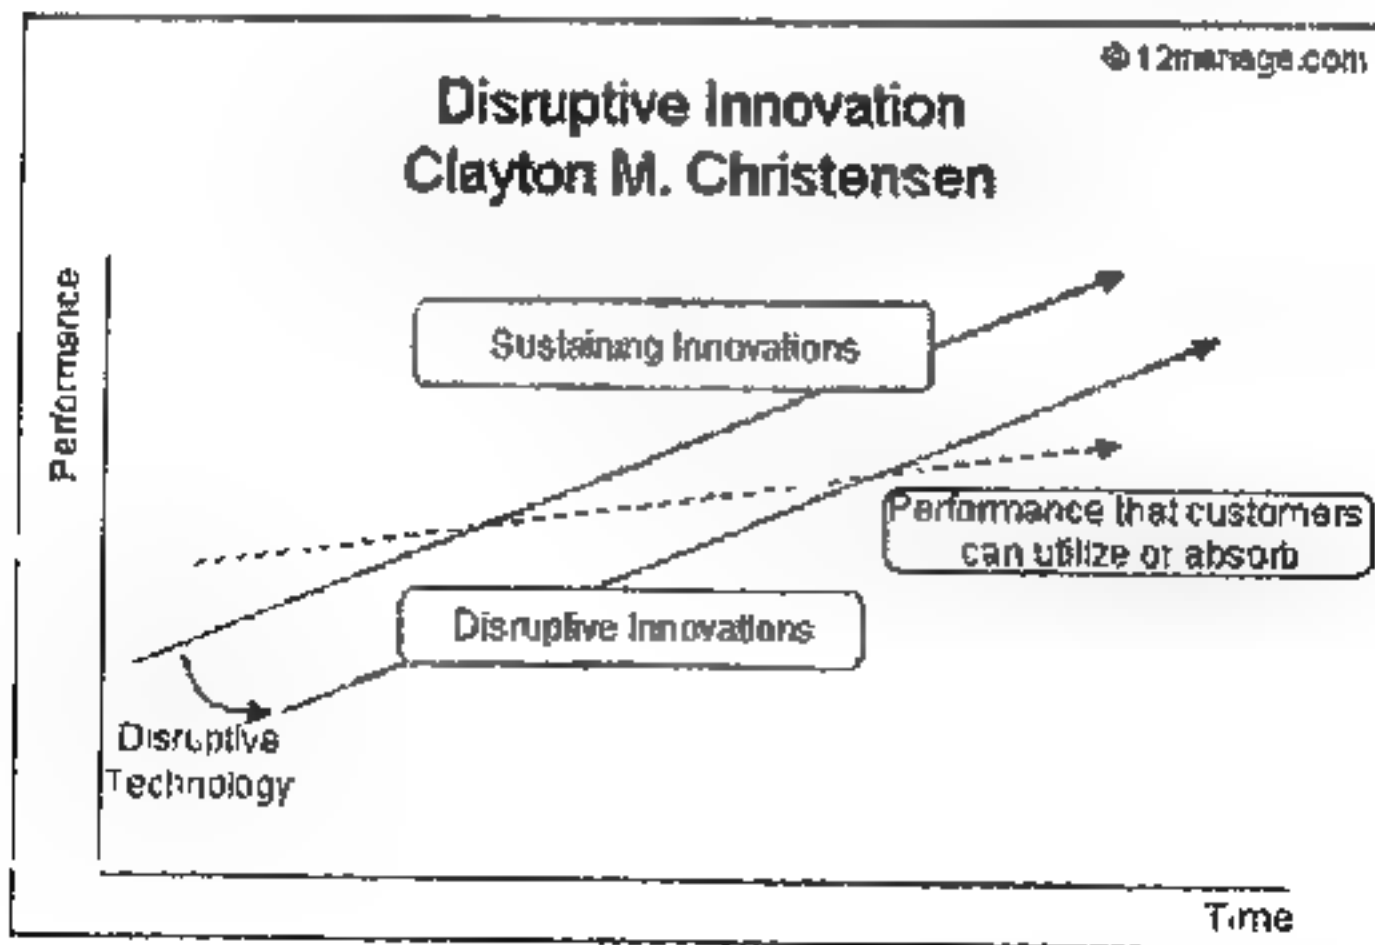 © 12manage.com
Disruptive Innovation
Clayton M. Christensen
Performance
Sustaining Innovations
Performance that customers
can utilize or absorb
Disruptive Innovations
Disruptive
Technology
Time